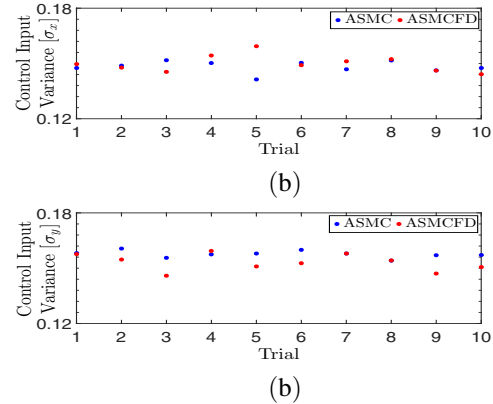 0.18
ASMC ASMCFD
Control Input
Variance [σx]
0.12
1 2 3 4 5 6 7 8 9 10
Trial
(b)
0.18
ASMC ASMCFD
Control Input
Variance [σy]
0.12
1 2 3 4 5 6 7 8 9 10
Trial
(b)